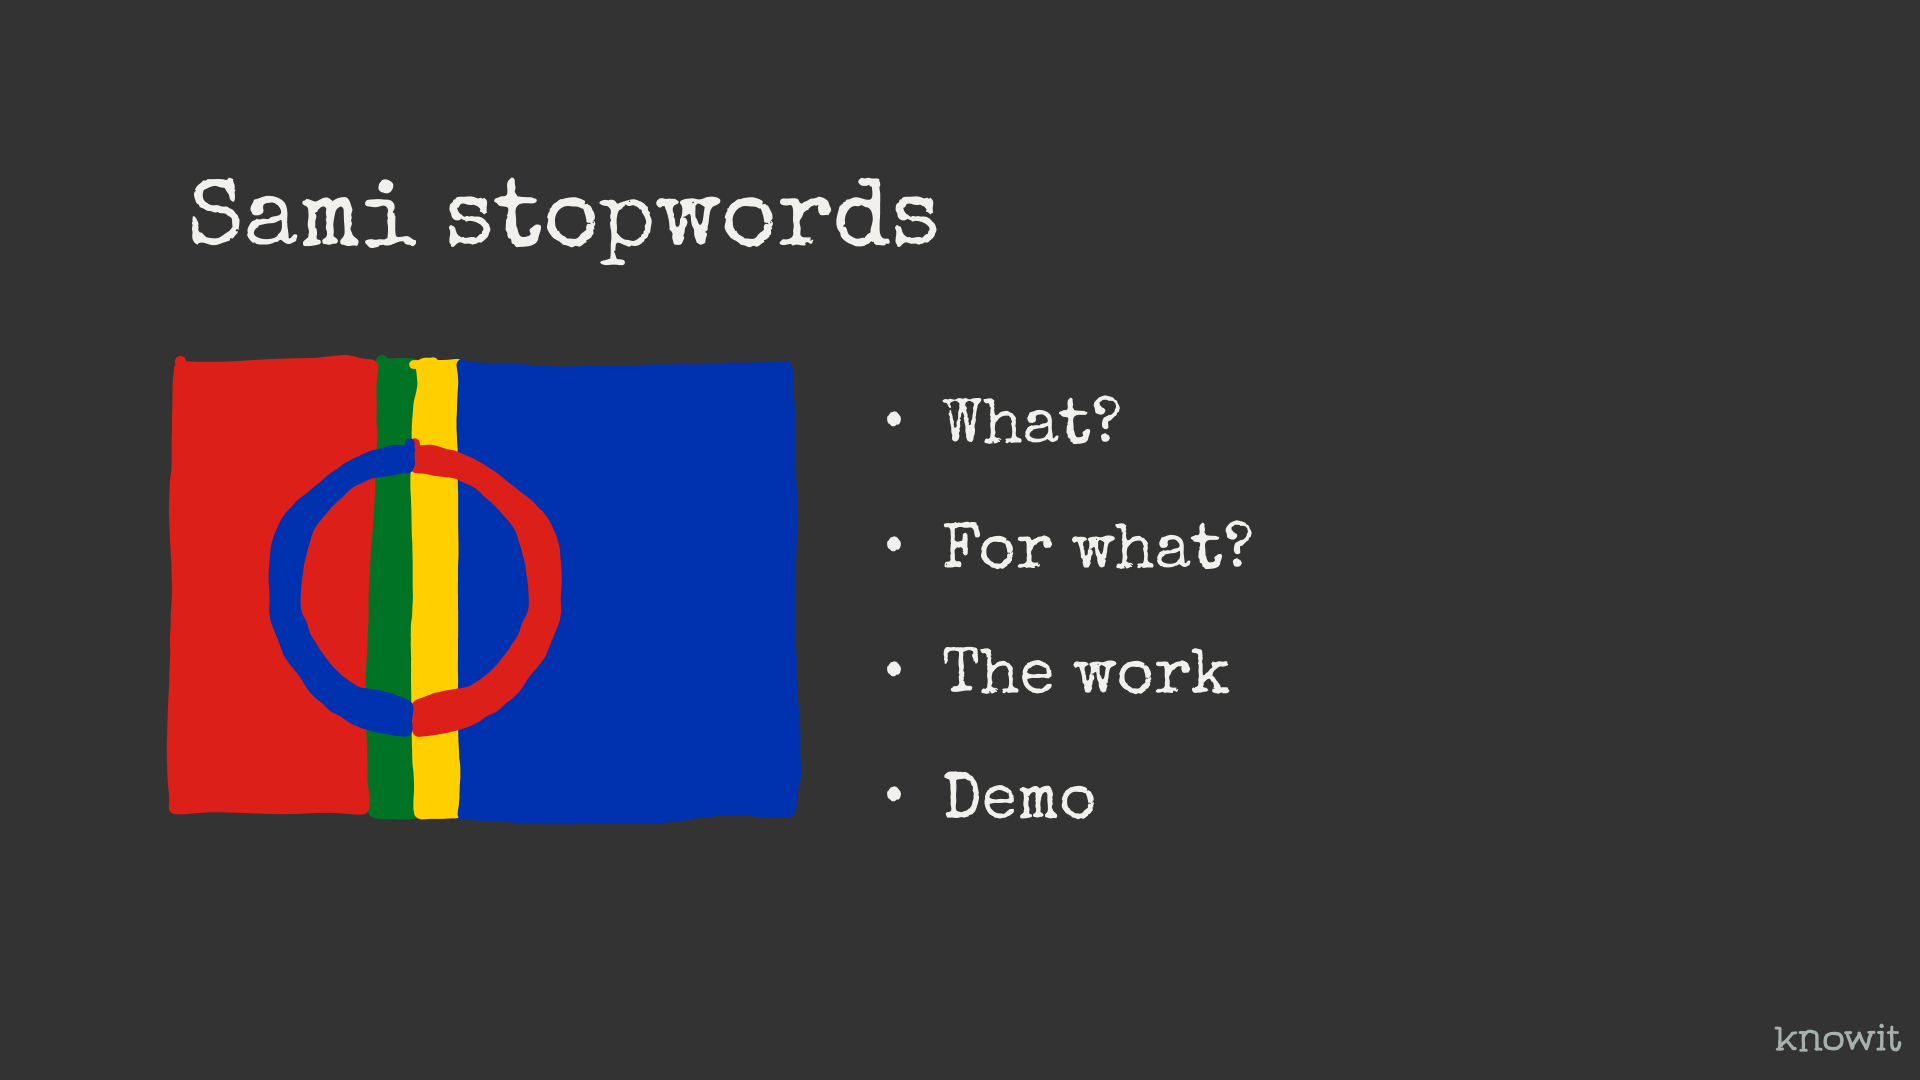 Sami stopwords
• What?
• For what?
• The work
• Demo
knowit